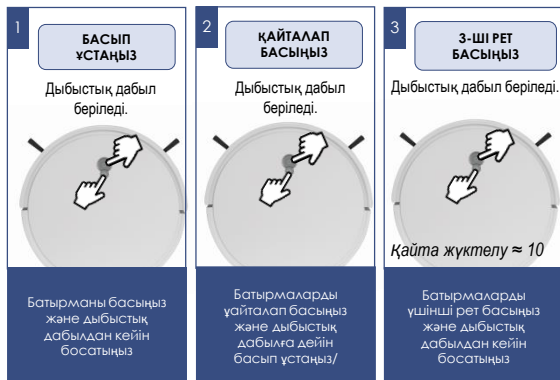 1
БАСЫП
ҰСТАҢЫЗ
Дыбыстық дабыл
беріледі.
Батырманы басыңыз
және дыбыстық
дабылдан кейін
босатыңыз
2
ҚАЙТАЛАП
БАСЫҢЫЗ
Дыбыстық дабыл
беріледі.
Батырмаларды
ұайталап басыңыз
және дыбыстық
дабылға дейін
басып ұстаңыз/
3
3-ШІ РЕТ
БАСЫҢЫЗ
Дыбыстық дабыл
беріледі.
Қайта жүктелу ≈ 10
Батырмаларды
үшінші рет басыңыз
және дыбыстық
дабылдан кейін
босатыңыз